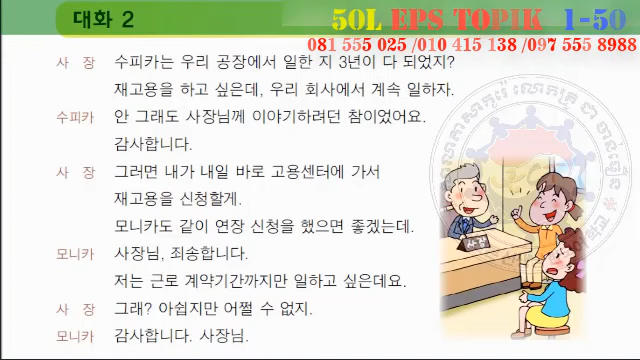 대화 2
50L EPS TOPIK 1-50
081 555 025 /010 415 138 /097 555 8988
사 장 수피카는 우리 공장에서 일한 지 3년이 다 되었지?
재고용을 하고 싶은데, 우리 회사에서 계속 일하자.
수피카 안 그래도 사장님께 이야기하려던 참이었어요.
감사합니다.
사 장 그러면 내가 내일 바로 고용센터에 가서
재고용을 신청할게.
모니카도 같이 연장 신청을 했으면 좋겠는데.
모니카 사장님, 죄송합니다.
저는 근로 계약기간까지만 일하고 싶은데요.
사 장 그래? 아쉽지만 어쩔 수 없지.
모니카 감사합니다. 사장님.
사장